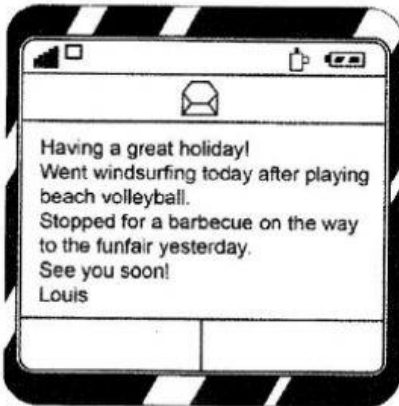 Having a great holiday!
Went windsurfing today after playing
beach volleyball.
Stopped for a barbecue on the way
to the funfair yesterday.
See you soon!
Louis